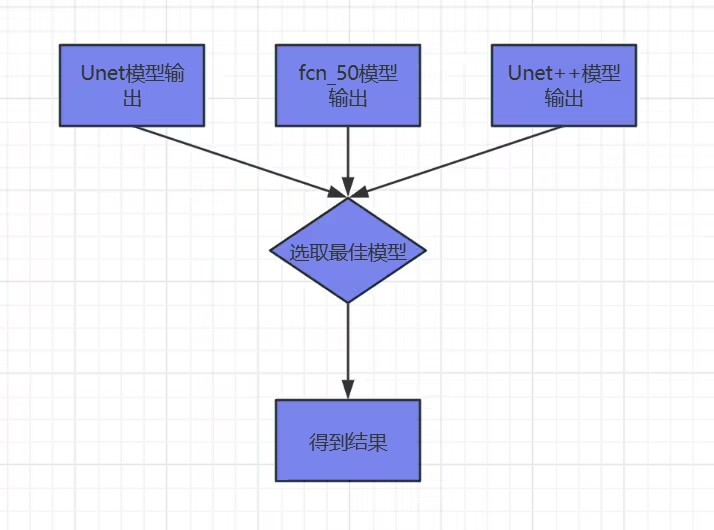 Unet模型输
出
fcn_50模型
输出
Unet++模型
输出
选取最佳模型
得到结果